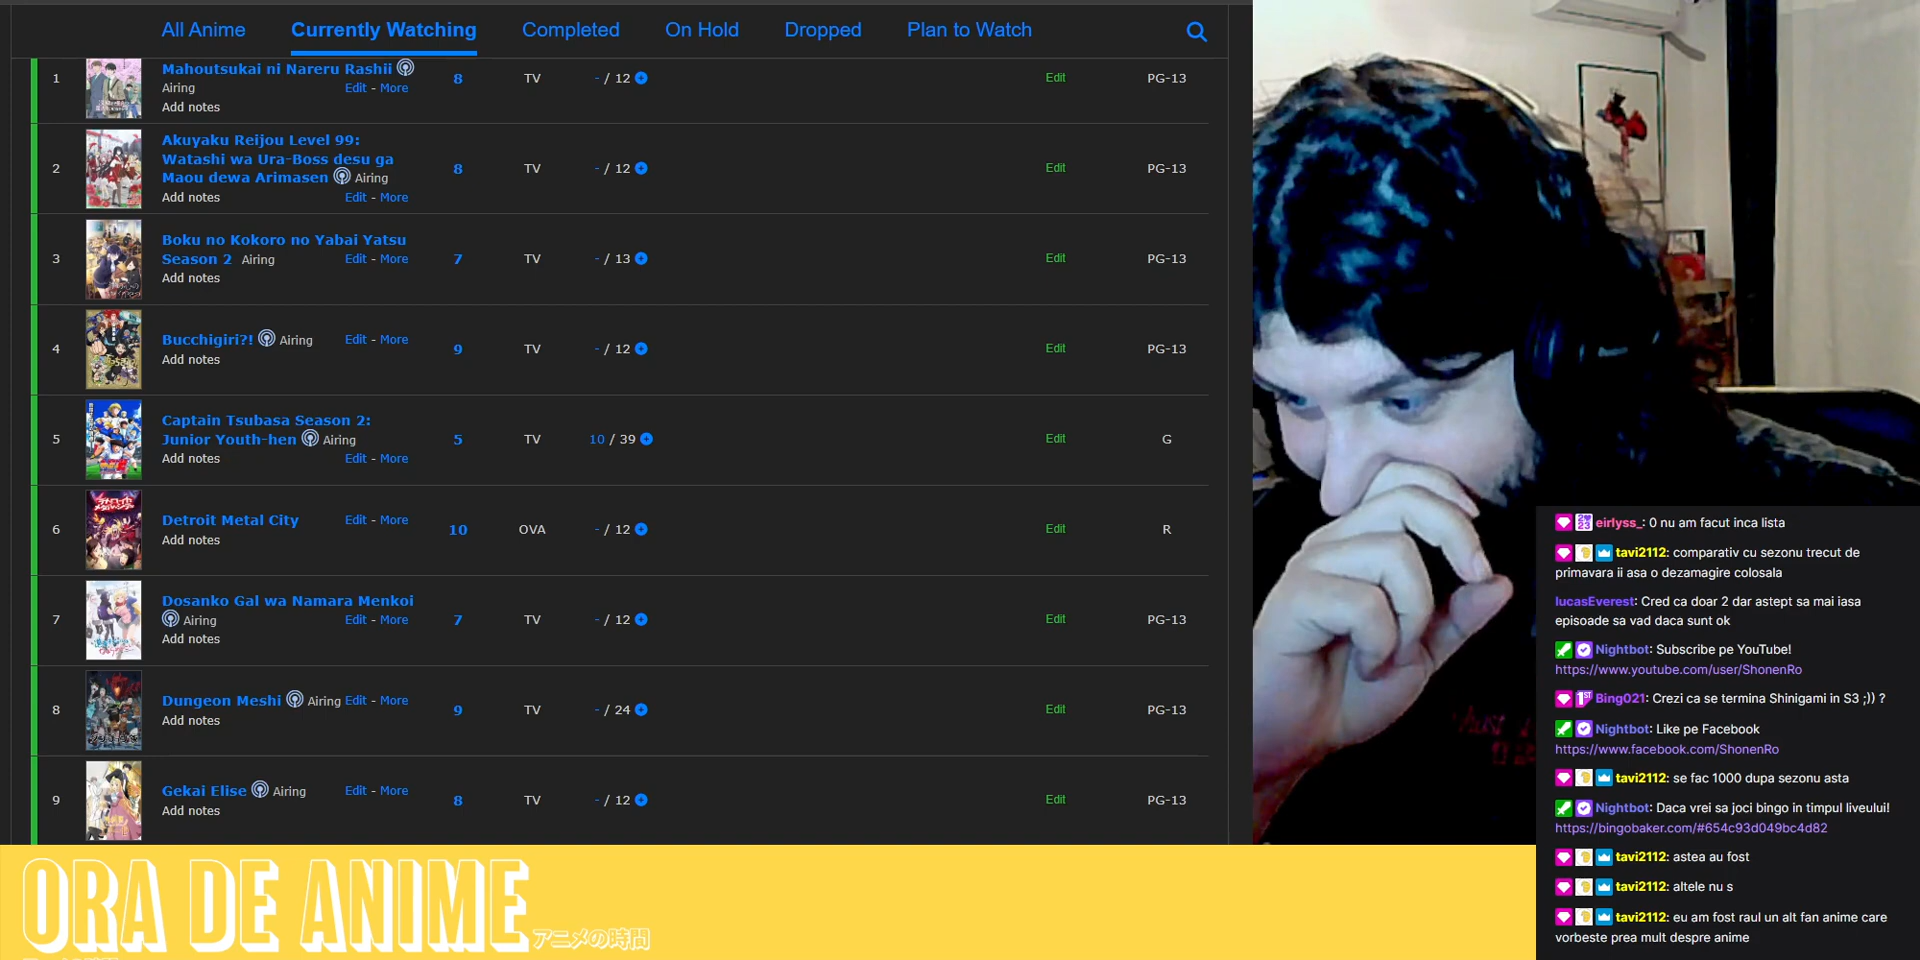 All Anime Currently Watching Completed On Hold Dropped Plan to Watch
1 Mahoutsukai ni Nareru Rashii 8 TV - / 12 Edit PG-13
Airing Edit - More
Add notes
Akuyaku Reijou Level 99:
Watashi wa Ura-Boss desu ga
2 Maou dewa Arimasen Airing 8 TV - / 12 Edit PG-13
Add notes Edit - More
Boku no Kokoro no Yabai Yatsu
3 Season 2 Airing Edit - More 7 TV - / 13 Edit PG-13
Add notes
4 Bucchigiri?! Airing Edit - More 9 TV - / 12 Edit PG-13
Add notes
Captain Tsubasa Season 2:
5 Junior Youth-hen Airing 5 TV 10 / 39 Edit G
Add notes Edit - More
6 Detroit Metal City Edit - More 10 OVA - / 12 Edit R
Add notes
Dosanko Gal wa Namara Menkoi
7 Airing Edit - More 7 TV - / 12 Edit PG-13
Add notes
8 Dungeon Meshi Airing Edit - More 9 TV - / 24 Edit PG-13
Add notes
9 Gekai Elise Airing Edit - More 8 TV - / 12 Edit PG-13
Add notes
eirlyss_: 0 nu am facut inca lista
tavi2112: comparativ cu sezonu trecut de
primavara ii asa o dezamagire colosala
lucasEverest: Cred ca doar 2 dar astept sa mai iasa
episoade sa vad daca sunt ok
Nightbot: Subscribe pe YouTube!
https://www.youtube.com/user/ShonenRo
1ST Bing021: Crezi ca se termina Shinigami in S3 ;)) ?
Nightbot: Like pe Facebook
https://www.facebook.com/ShonenRo
tavi2112: se fac 1000 dupa sezonu asta
Nightbot: Daca vrei sa joci bingo in timpul liveului!
https://bingobaker.com/#654c93d049bc4d82
tavi2112: astea au fost
tavi2112: altele nu s
tavi2112: eu am fost raul un alt fan anime care
vorbeste prea mult despre anime
ORA DE ANIME アニメの時間